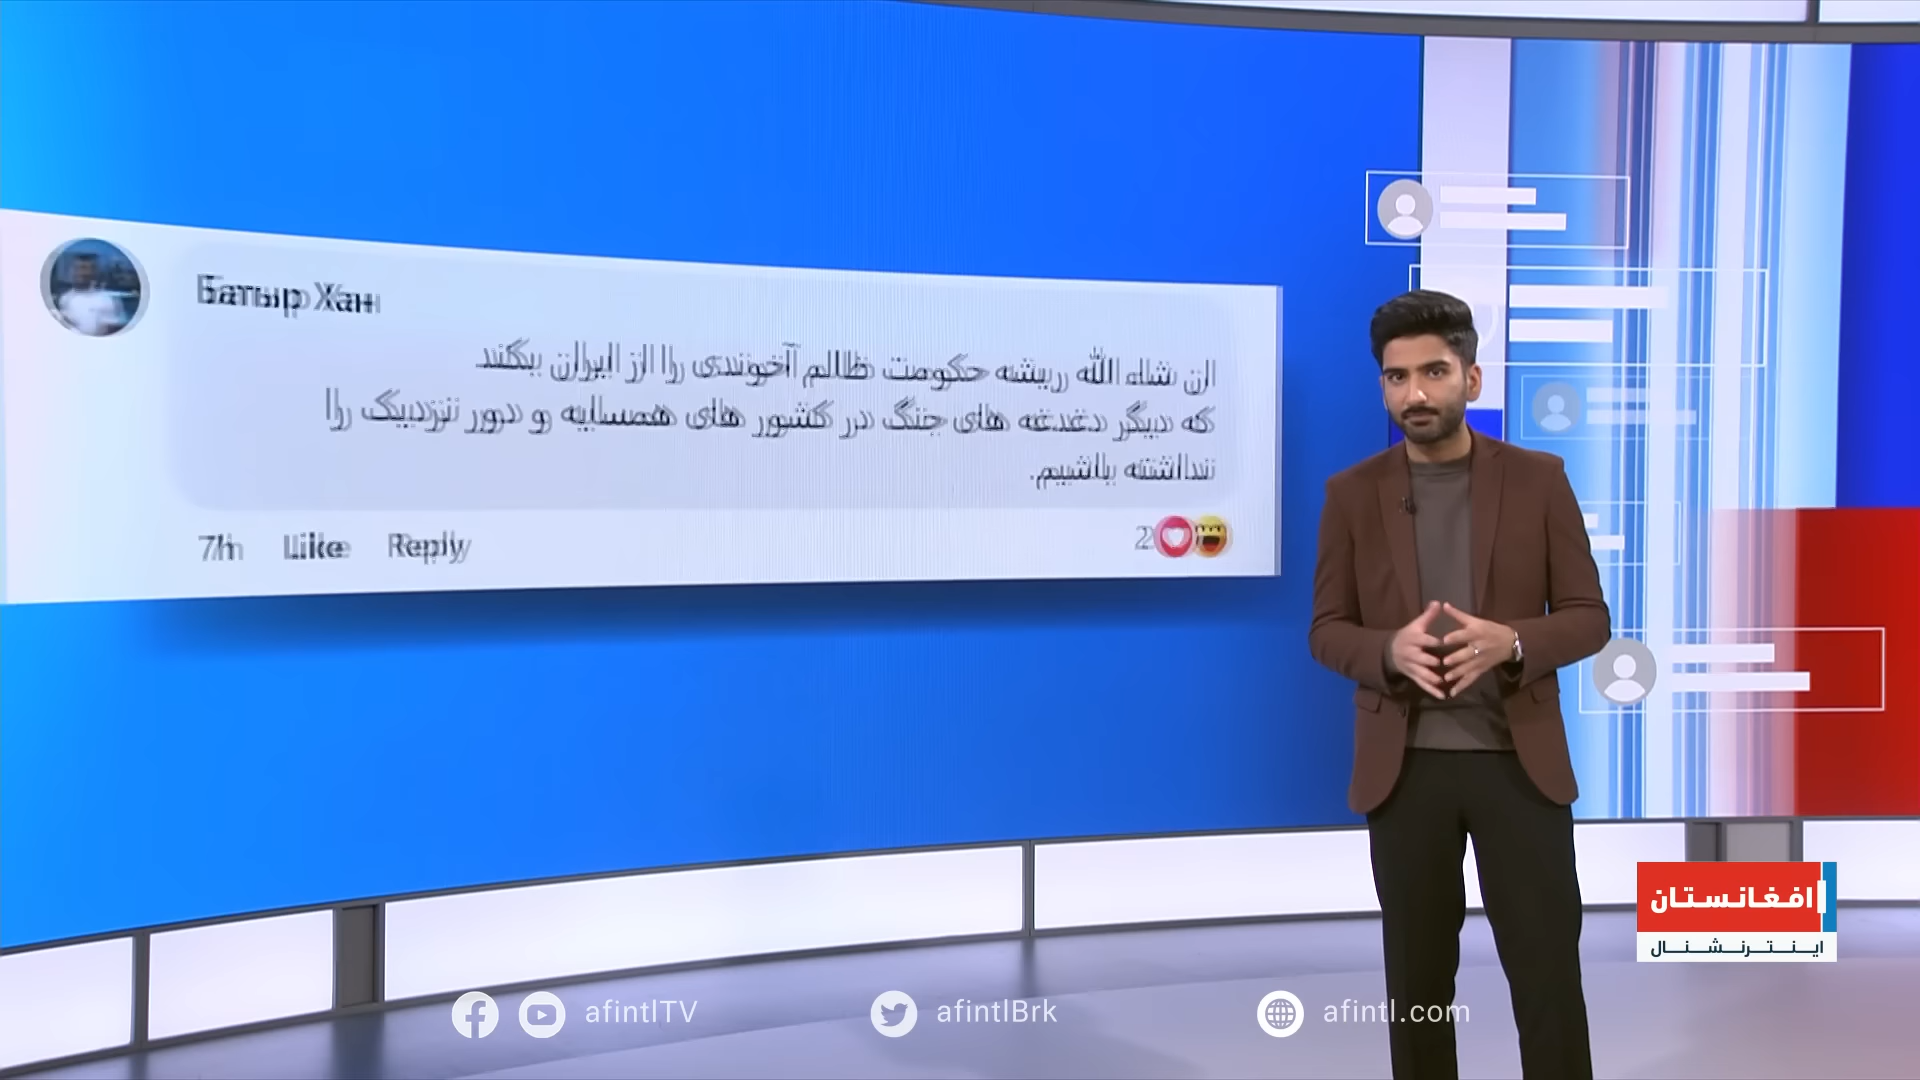 Батыр Хан
ان شاء الله ریشه حکومت ظالم آخوندی را از ایران بکند
که دیگر دغدغه های جنگ در کشور های همسایه و دور نزدیک را
نداشته باشیم.
7h Like Reply 2
افغانستان
اینترنشنال
afintlTV afintlBrk afintl.com